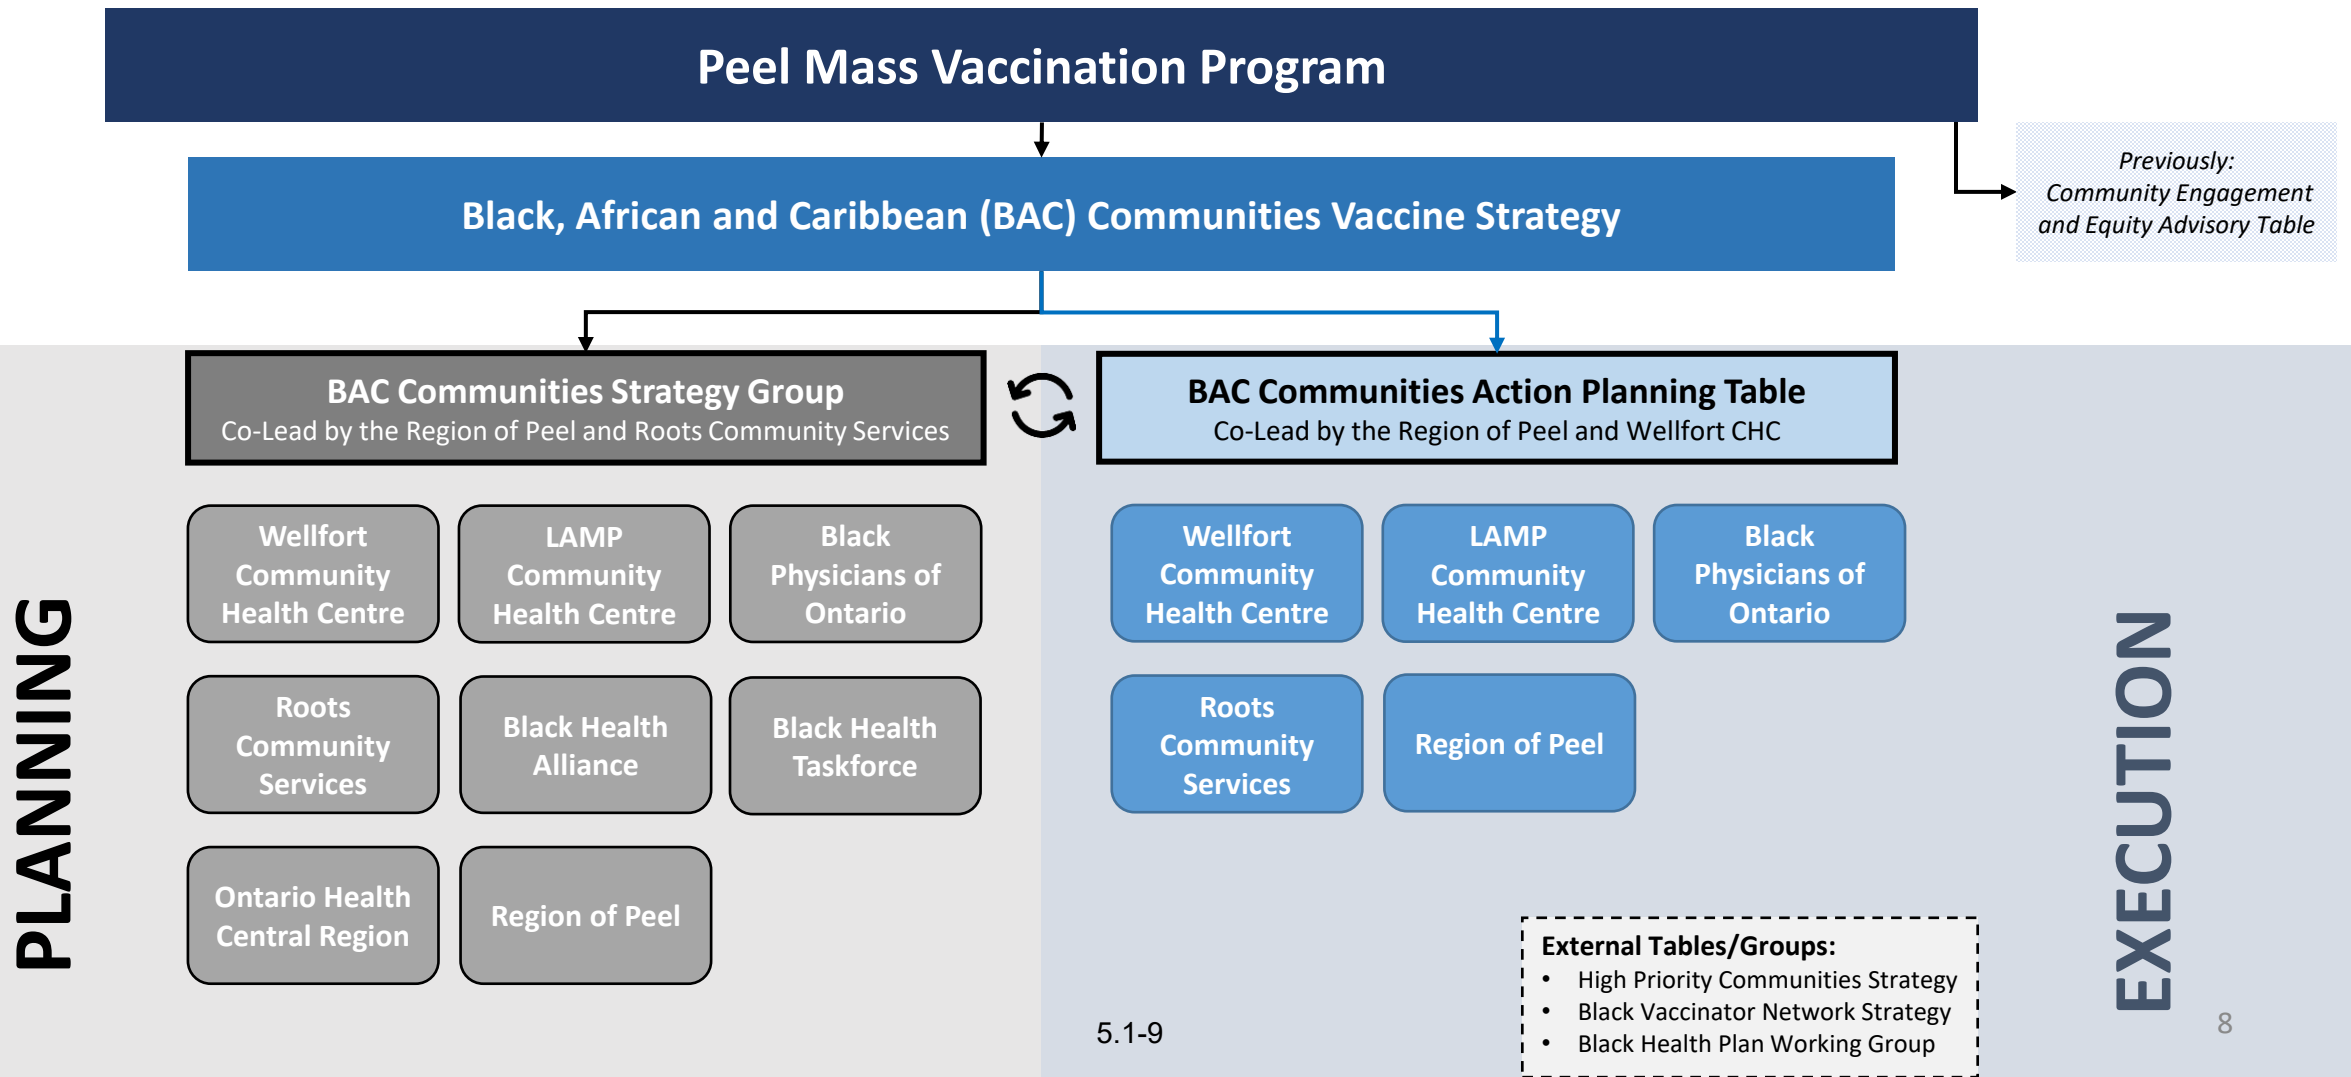 Peel Mass Vaccination Program
Previously:
Community Engagement
and Equity Advisory Table
Black, African and Caribbean (BAC) Communities Vaccine Strategy
BAC Communities Strategy Group
Co-Lead by the Region of Peel and Roots Community Services
BAC Communities Action Planning Table
Co-Lead by the Region of Peel and Wellfort CHC
PLANNING
Wellfort
Community
Health Centre
LAMP
Community
Health Centre
Black
Physicians of
Ontario
Roots
Community
Services
Black Health
Alliance
Black Health
Taskforce
Ontario Health
Central Region
Region of Peel
Wellfort
Community
Health Centre
LAMP
Community
Health Centre
Black
Physicians of
Ontario
Roots
Community
Services
Region of Peel
EXECUTION
External Tables/Groups:
• High Priority Communities Strategy
• Black Vaccinator Network Strategy
• Black Health Plan Working Group
5.1-9
8